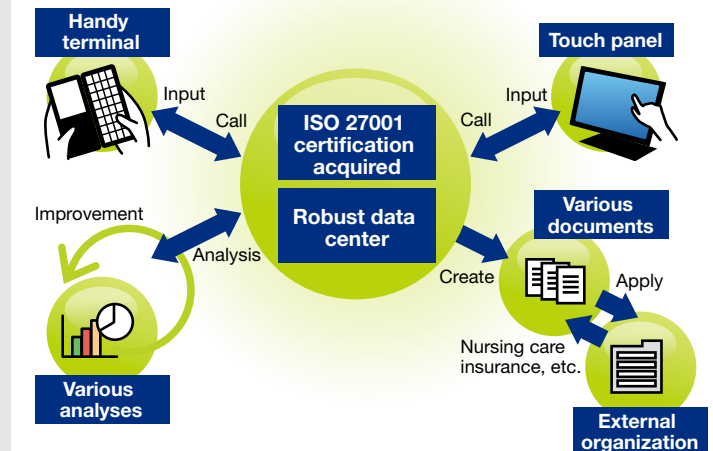 Handy
terminal
Touch panel
Input
Call
Call
Input
ISO 27001
certification
acquired
Robust data
center
Improvement
Analysis
Various
documents
Create
Apply
Nursing care
insurance, etc.
Various
analyses
External
organization